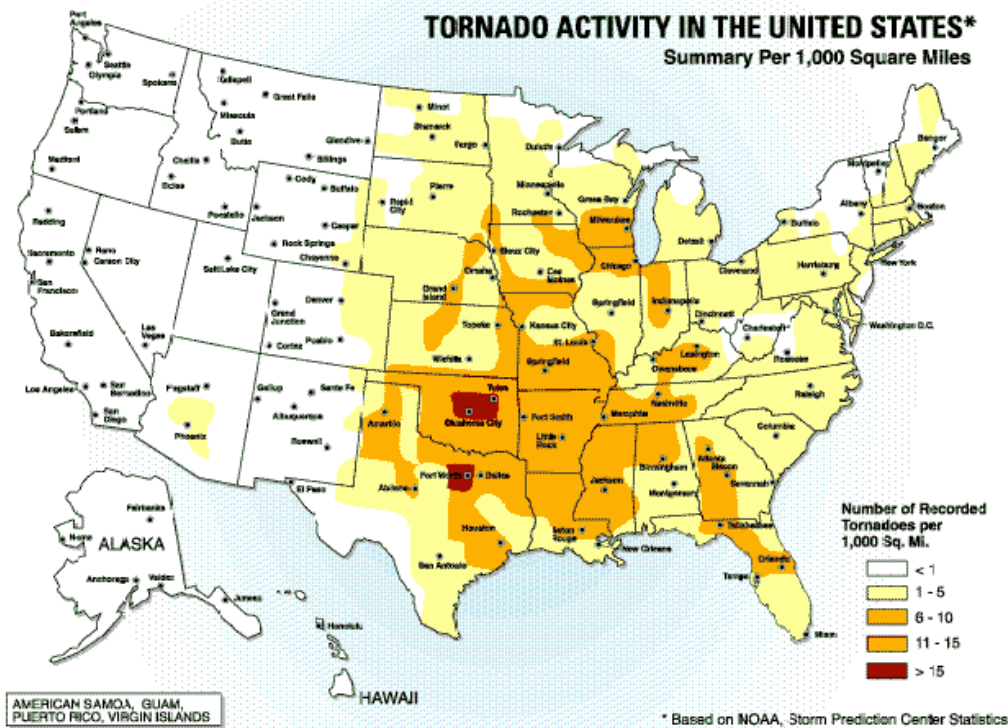 TORNADO ACTIVITY IN THE UNITED STATES*
Summary Per 1,000 Square Miles
Port Angeles
Seattle
Olympia
Spokane
Portland
Salem
Medford
Kalispell
Great Falls
Missoula
Butte
Glendive
Billings
Boise
Pocatello
Cody
Buffalo
Jackson
Casper
Rock Springs
Cheyenne
Redding
Sacramento
San Francisco
Reno
Carson City
Salt Lake City
Bakersfield
Las Vegas
Los Angeles
San Bernardino
San Diego
Flagstaff
Phoenix
Denver
Grand Junction
Cortez
Pueblo
Gallup
Santa Fe
Albuquerque
Roswell
El Paso
Minot
Bismarck
Fargo
Pierre
Rapid City
Duluth
Minneapolis
Rochester
Green Bay
Milwaukee
Sioux City
Omaha
Des Moines
Grand Island
Chicago
Detroit
Topeka
Kansas City
Wichita
St. Louis
Springfield
Springfield
Indianapolis
Cincinnati
Cleveland
Tulsa
Oklahoma City
Amarillo
Fort Smith
Little Rock
Memphis
Nashville
Owensboro
Lexington
Charleston
Roanoke
Raleigh
Columbia
Fort Worth
Dallas
Abilene
Houston
San Antonio
Jackson
Baton Rouge
New Orleans
Birmingham
Montgomery
Atlanta
Macon
Savannah
Tallahassee
Orlando
Tampa
Miami
Bangor
Montpelier
Albany
Boston
Buffalo
Harrisburg
New York
Washington D.C.
Fairbanks
Nome
ALASKA
Anchorage
Valdez
Juneau
Honolulu
HAWAII
Number of Recorded
Tornadoes per
1,000 Sq. Mi.
< 1
1 - 5
6 - 10
11 - 15
> 15
AMERICAN SAMOA, GUAM,
PUERTO RICO, VIRGIN ISLANDS
* Based on NOAA, Storm Prediction Center Statistics